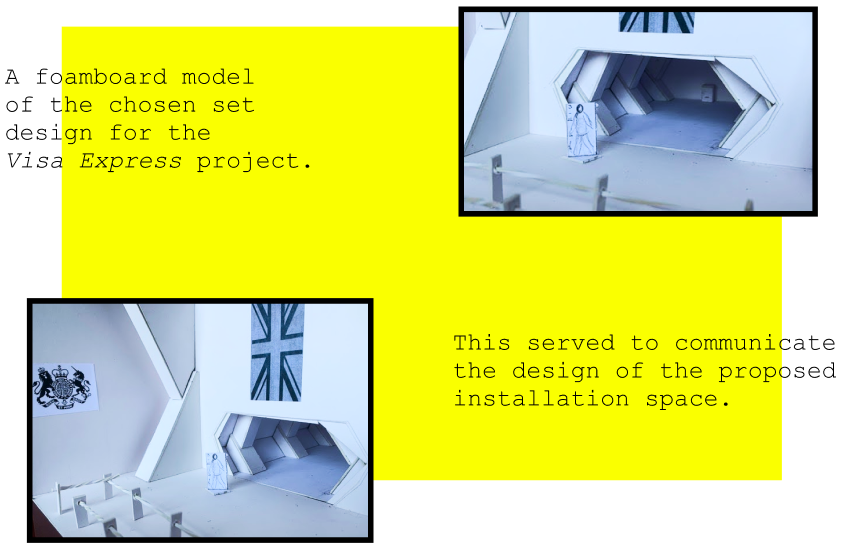 A foamboard model
of the chosen set
design for the
Visa Express project.
This served to communicate
the design of the proposed
installation space.